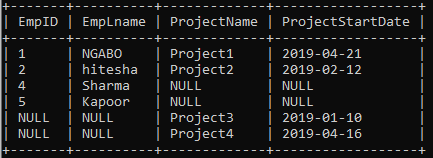 +-------+----------+-------------+------------------+
| EmpID | EmpLname | ProjectName | ProjectStartDate |
+-------+----------+-------------+------------------+
| 1     | NGABO    | Project1    | 2019-04-21       |
| 2     | hitesha  | Project2    | 2019-02-12       |
| 4     | Sharma   | NULL        | NULL             |
| 5     | Kapoor   | NULL        | NULL             |
| NULL  | NULL     | Project3    | 2019-01-10       |
| NULL  | NULL     | Project4    | 2019-04-16       |
+-------+----------+-------------+------------------+